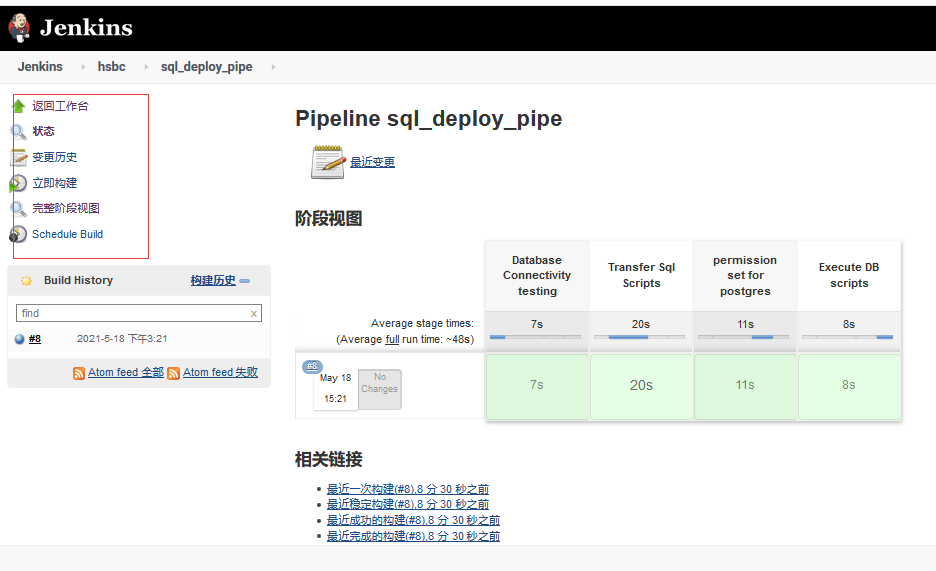 Jenkins
Jenkins hsbc sql_deploy_pipe
返回工作台
状态
变更历史
立即构建
完整阶段视图
Schedule Build
Build History 构建历史
find x
#8 2021-5-18 下午3:21
Atom feed 全部 Atom feed 失败
Pipeline sql_deploy_pipe
最近变更
阶段视图
Database Connectivity testing
Transfer Sql Scripts
permission set for postgres
Execute DB scripts
Average stage times:
(Average full run time: ~48s)
7s 20s 11s 8s
#8
May 18
15:21
No Changes
7s 20s 11s 8s
相关链接
最近一次构建(#8),8 分 30 秒之前
最近稳定构建(#8),8 分 30 秒之前
最近成功的构建(#8),8 分 30 秒之前
最近完成的构建(#8),8 分 30 秒之前